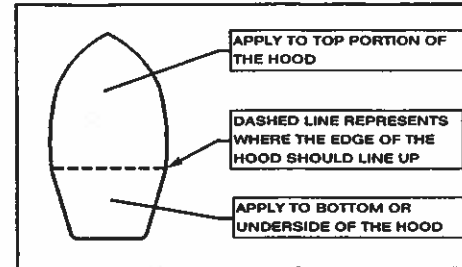 APPLY TO TOP PORTION OF
THE HOOD
DASHED LINE REPRESENTS
WHERE THE EDGE OF THE
HOOD SHOULD LINE UP
APPLY TO BOTTOM OR
UNDERSIDE OF THE HOOD